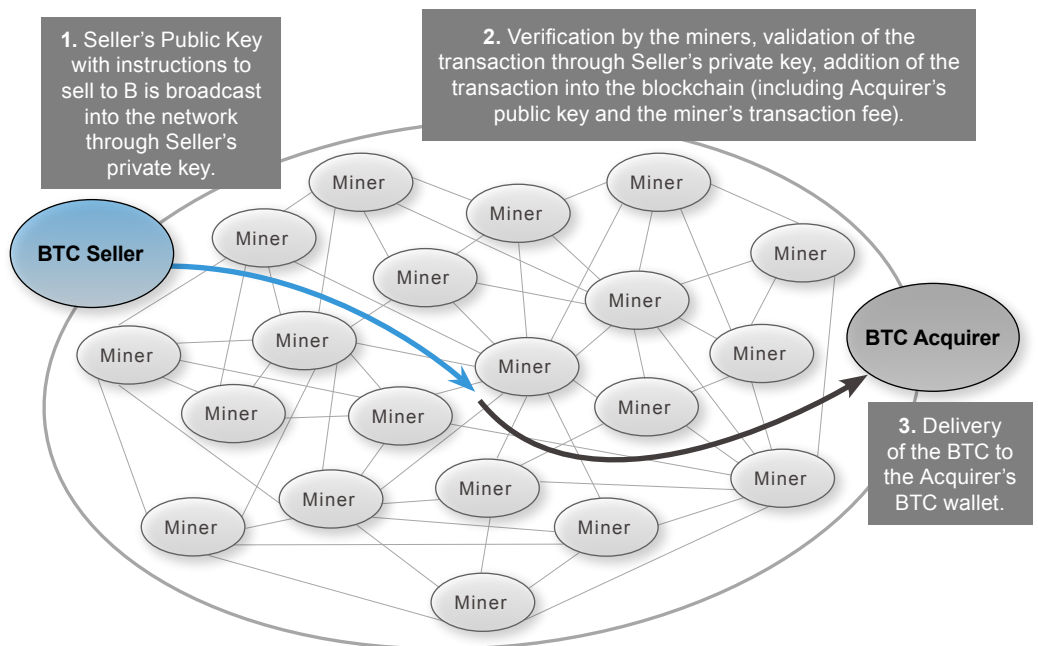 1. Seller's Public Key
with instructions to
sell to B is broadcast
into the network
through Seller's
private key.
2. Verification by the miners, validation of the
transaction through Seller's private key, addition of the
transaction into the blockchain (including Acquirer's
public key and the miner's transaction fee).
BTC Seller
Miner
Miner
Miner
Miner
Miner
Miner
Miner
Miner
BTC Acquirer
Miner
Miner
Miner
Miner
Miner
Miner
Miner
3. Delivery
of the BTC to
the Acquirer's
BTC wallet.
Miner
Miner
Miner
Miner
Miner